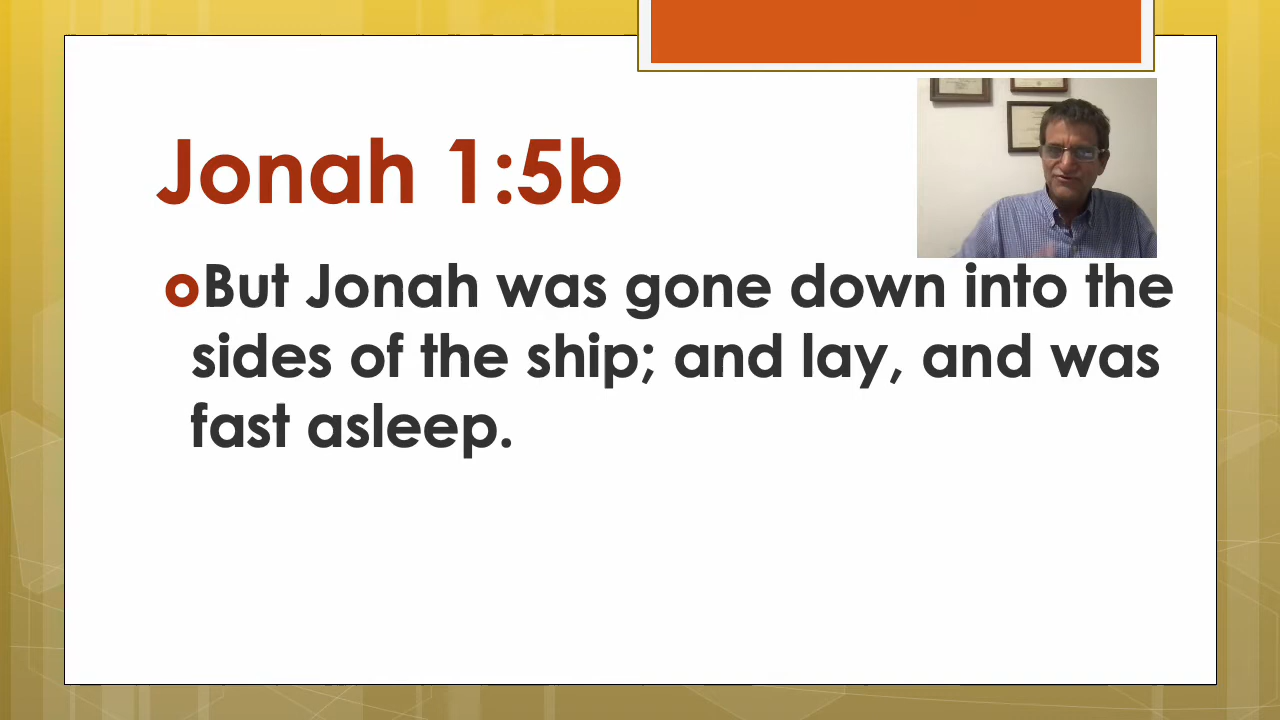 Jonah 1:5b
But Jonah was gone down into the
sides of the ship; and lay, and was
fast asleep.